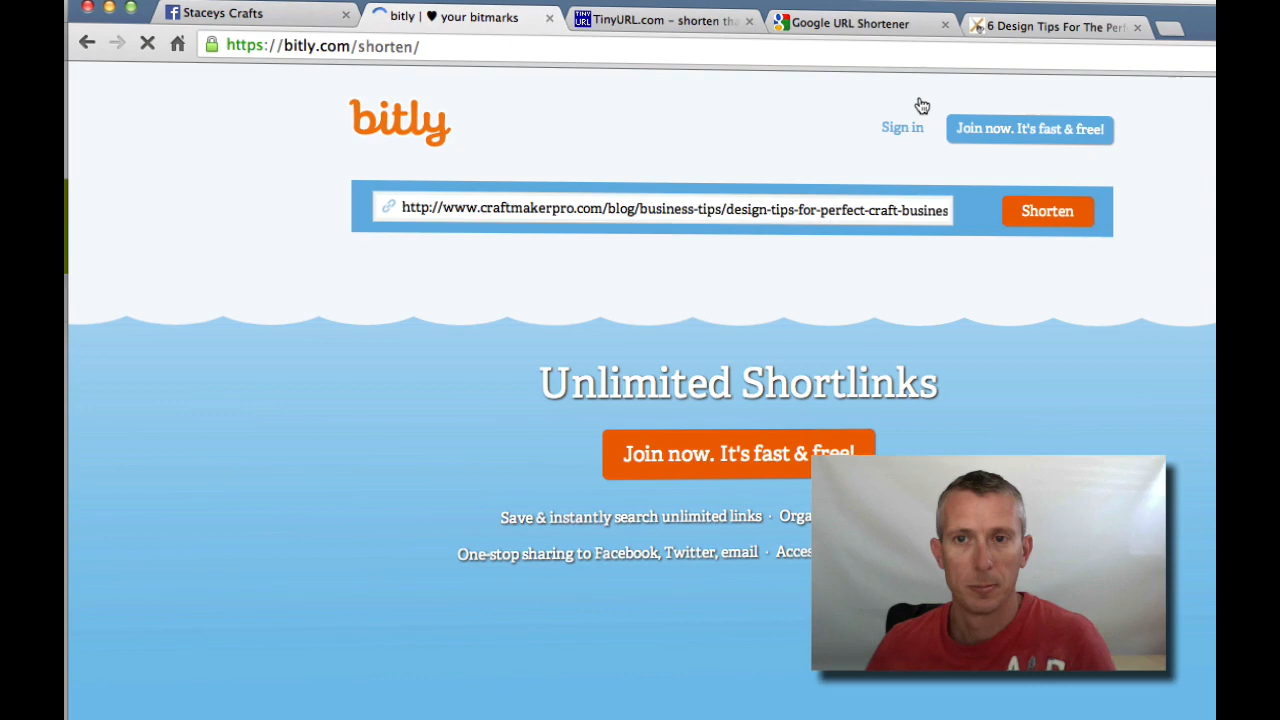 Staceys Crafts
bitly | ♥ your bitmarks
TINY URL TinyURL.com – shorten tha
Google URL Shortener
6 Design Tips For The Perf
https://bitly.com/shorten/
bitly
Sign in
Join now. It's fast & free!
http://www.craftmakerpro.com/blog/business-tips/design-tips-for-perfect-craft-busines
Shorten
Unlimited Shortlinks
Join now. It's fast & free!
Save & instantly search unlimited links · Orga
One-stop sharing to Facebook, Twitter, email · Acces